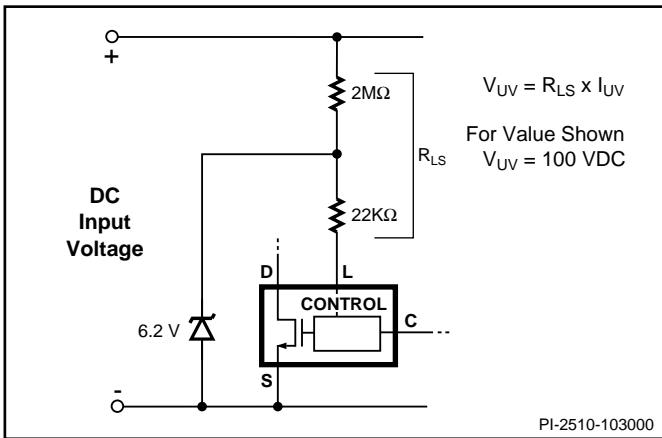 +
2MΩ
V_UV = R_LS x I_UV
For Value Shown
V_UV = 100 VDC
R_LS
DC
Input
Voltage
22KΩ
D
L
CONTROL
C
6.2 V
S
-
PI-2510-103000